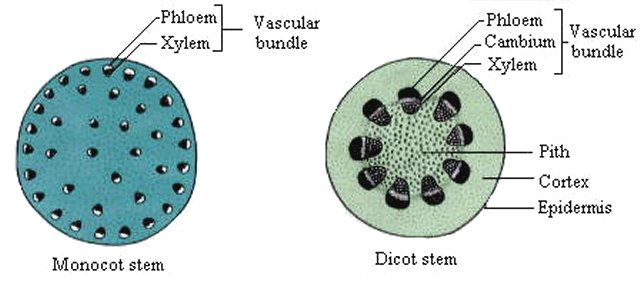 Phloem
Xylem
Vascular
bundle
Monocot stem
Phloem
Cambium
Xylem
Vascular
bundle
Pith
Cortex
Epidermis
Dicot stem